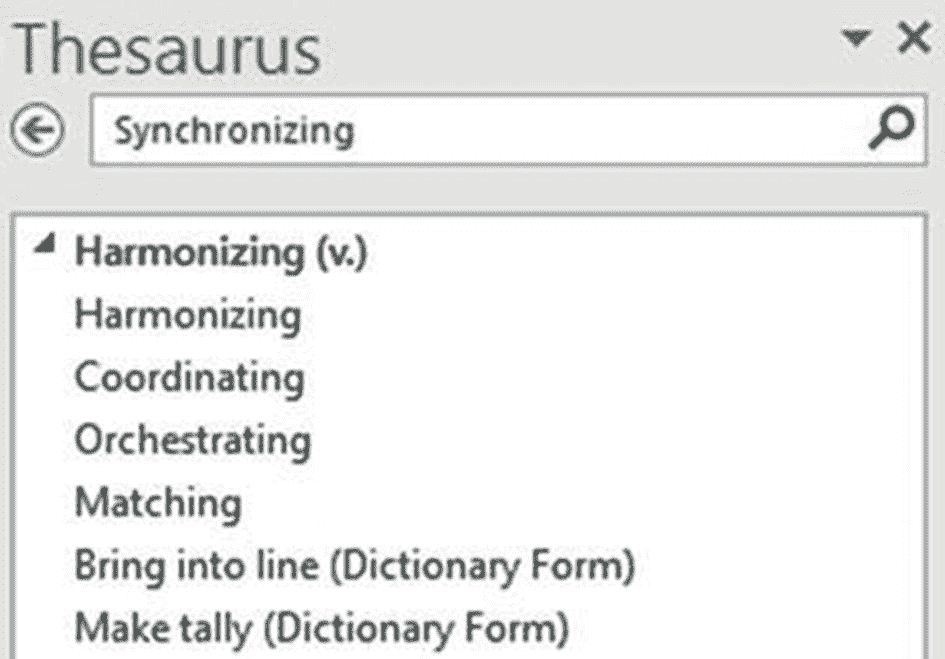 Thesaurus
Synchronizing
Harmonizing (v.)
Harmonizing
Coordinating
Orchestrating
Matching
Bring into line (Dictionary Form)
Make tally (Dictionary Form)